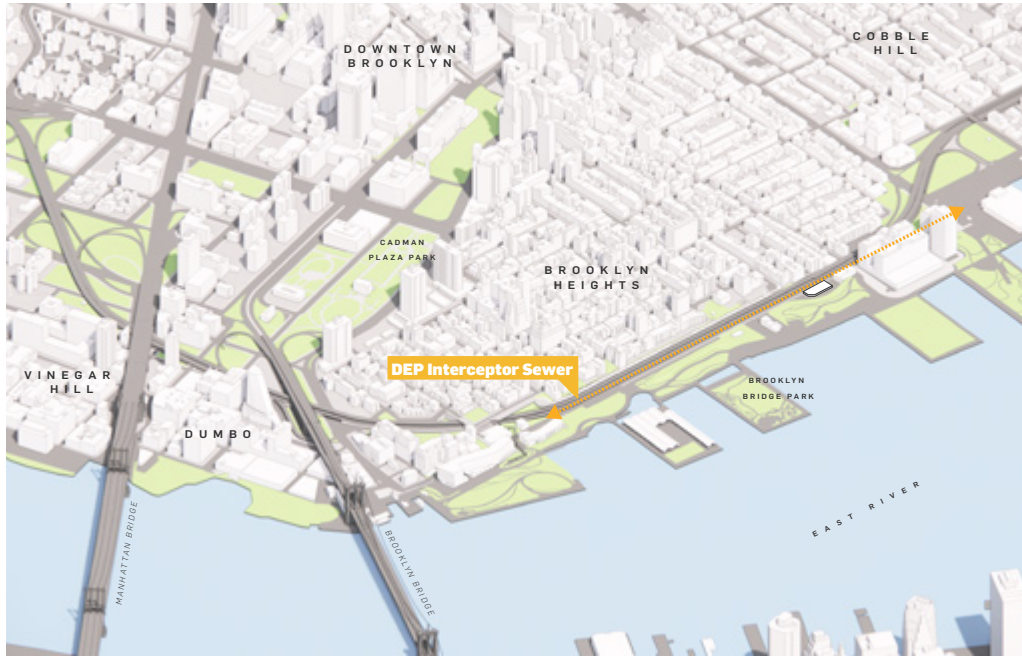 DOWNTOWN
BROOKLYN
COBBLE
HILL
CADMAN
PLAZA PARK
BROOKLYN
HEIGHTS
DEP Interceptor Sewer
VINEGAR
HILL
BROOKLYN
BRIDGE PARK
DUMBO
EAST RIVER
MANHATTAN BRIDGE
BROOKLYN BRIDGE